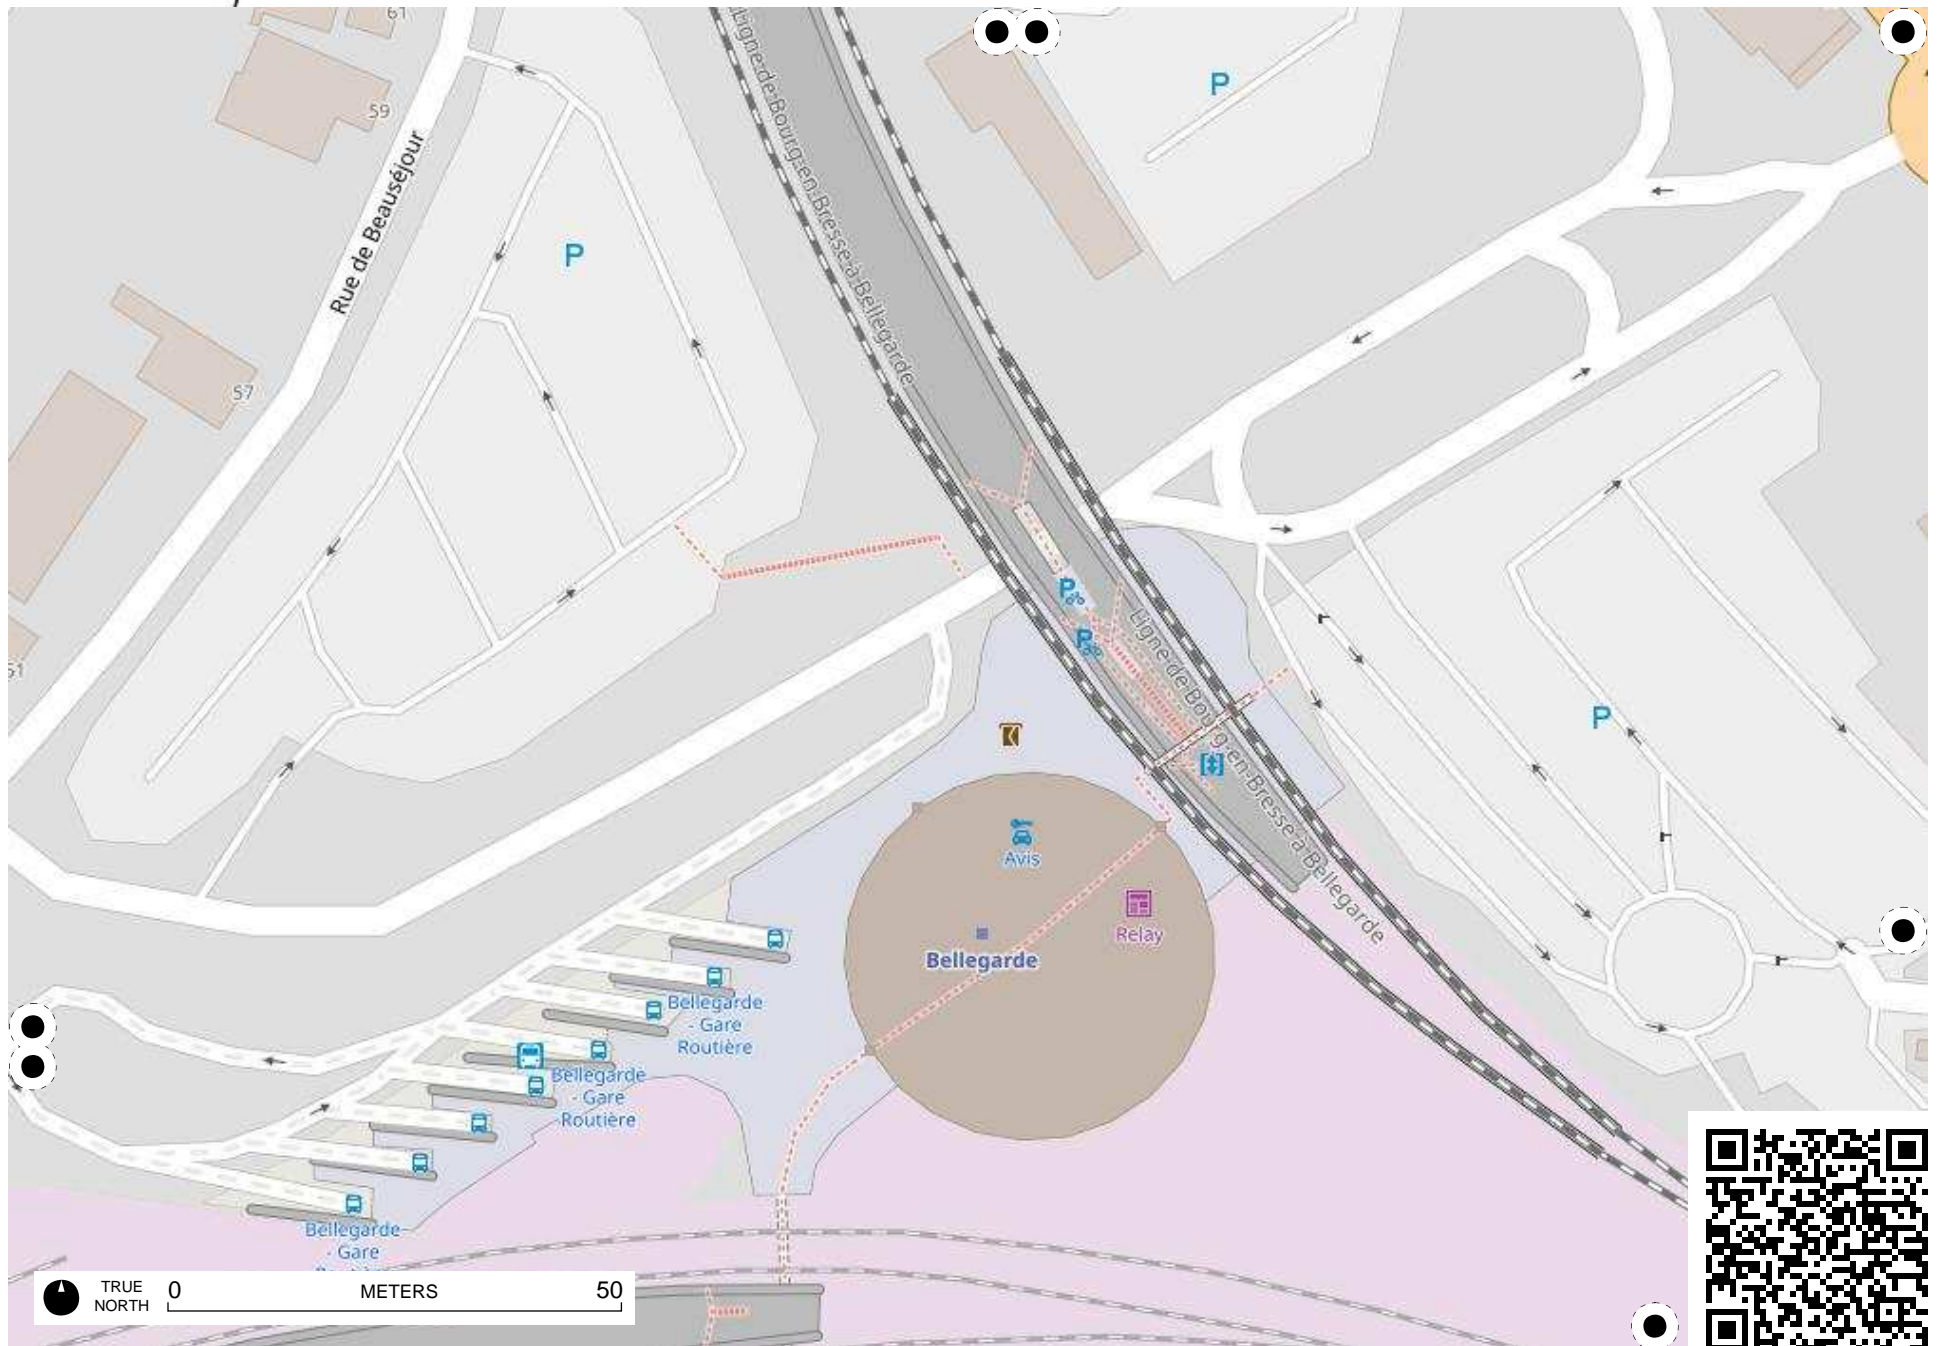 61
59
Rue de Beauséjour
Ligne de Bourg-en-Bresse à Bellegarde
P
P
57
P
P
51
Ligne de Bourg-en-Bresse à Bellegarde
P
Avis
Relay
Bellegarde
Bellegarde
- Gare
Routière
Bellegarde
- Gare
Routière
Bellegarde
- Gare
TRUE
NORTH
0
METERS
50